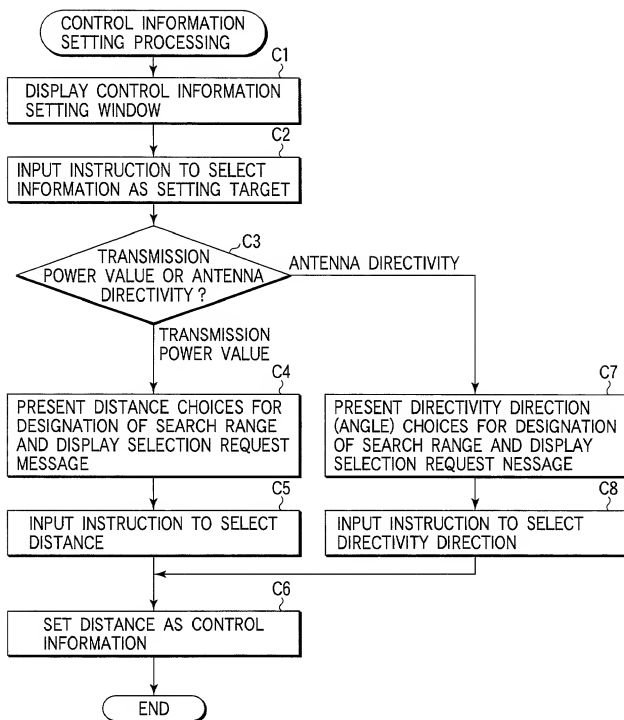 CONTROL INFORMATION
SETTING PROCESSING
C1
DISPLAY CONTROL INFORMATION
SETTING WINDOW
C2
INPUT INSTRUCTION TO SELECT
INFORMATION AS SETTING TARGET
C3
TRANSMISSION
POWER VALUE OR ANTENNA
DIRECTIVITY?
ANTENNA DIRECTIVITY
TRANSMISSION
POWER VALUE
C4
PRESENT DISTANCE CHOICES FOR
DESIGNATION OF SEARCH RANGE
AND DISPLAY SELECTION REQUEST
MESSAGE
C7
PRESENT DIRECTIVITY DIRECTION
(ANGLE) CHOICES FOR DESIGNATION
OF SEARCH RANGE AND DISPLAY
SELECTION REQUEST NESSAGE
C5
INPUT INSTRUCTION TO SELECT
DISTANCE
C8
INPUT INSTRUCTION TO SELECT
DIRECTIVITY DIRECTION
C6
SET DISTANCE AS CONTROL
INFORMATION
END